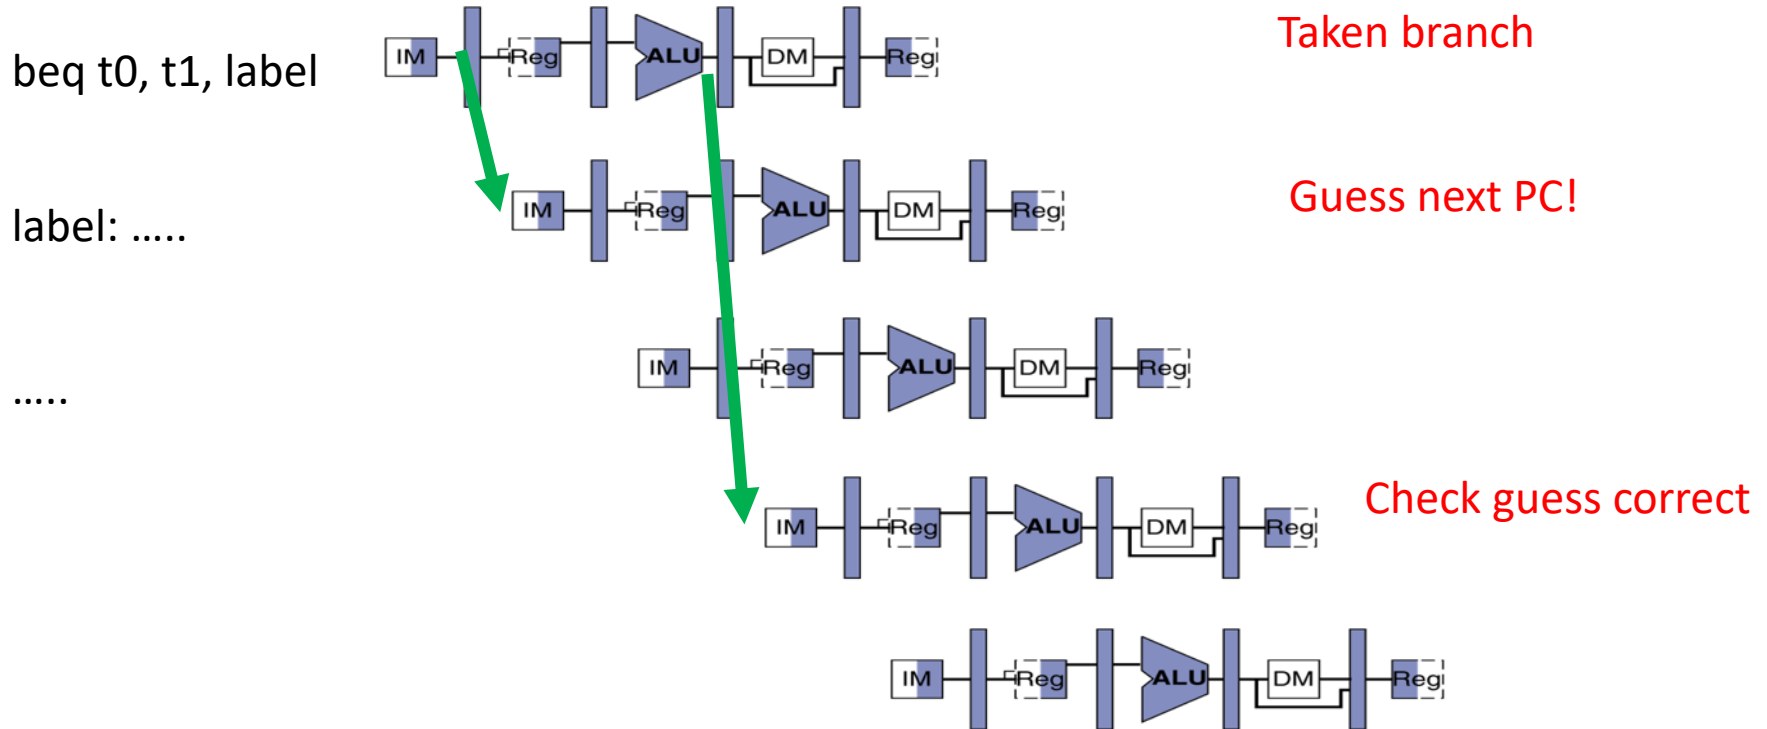 beq t0, t1, label
IM Reg ALU DM Reg
Taken branch
label: …..
IM Reg ALU DM Reg
Guess next PC!
…..
IM Reg ALU DM Reg
IM Reg ALU DM Reg
Check guess correct
IM Reg ALU DM Reg